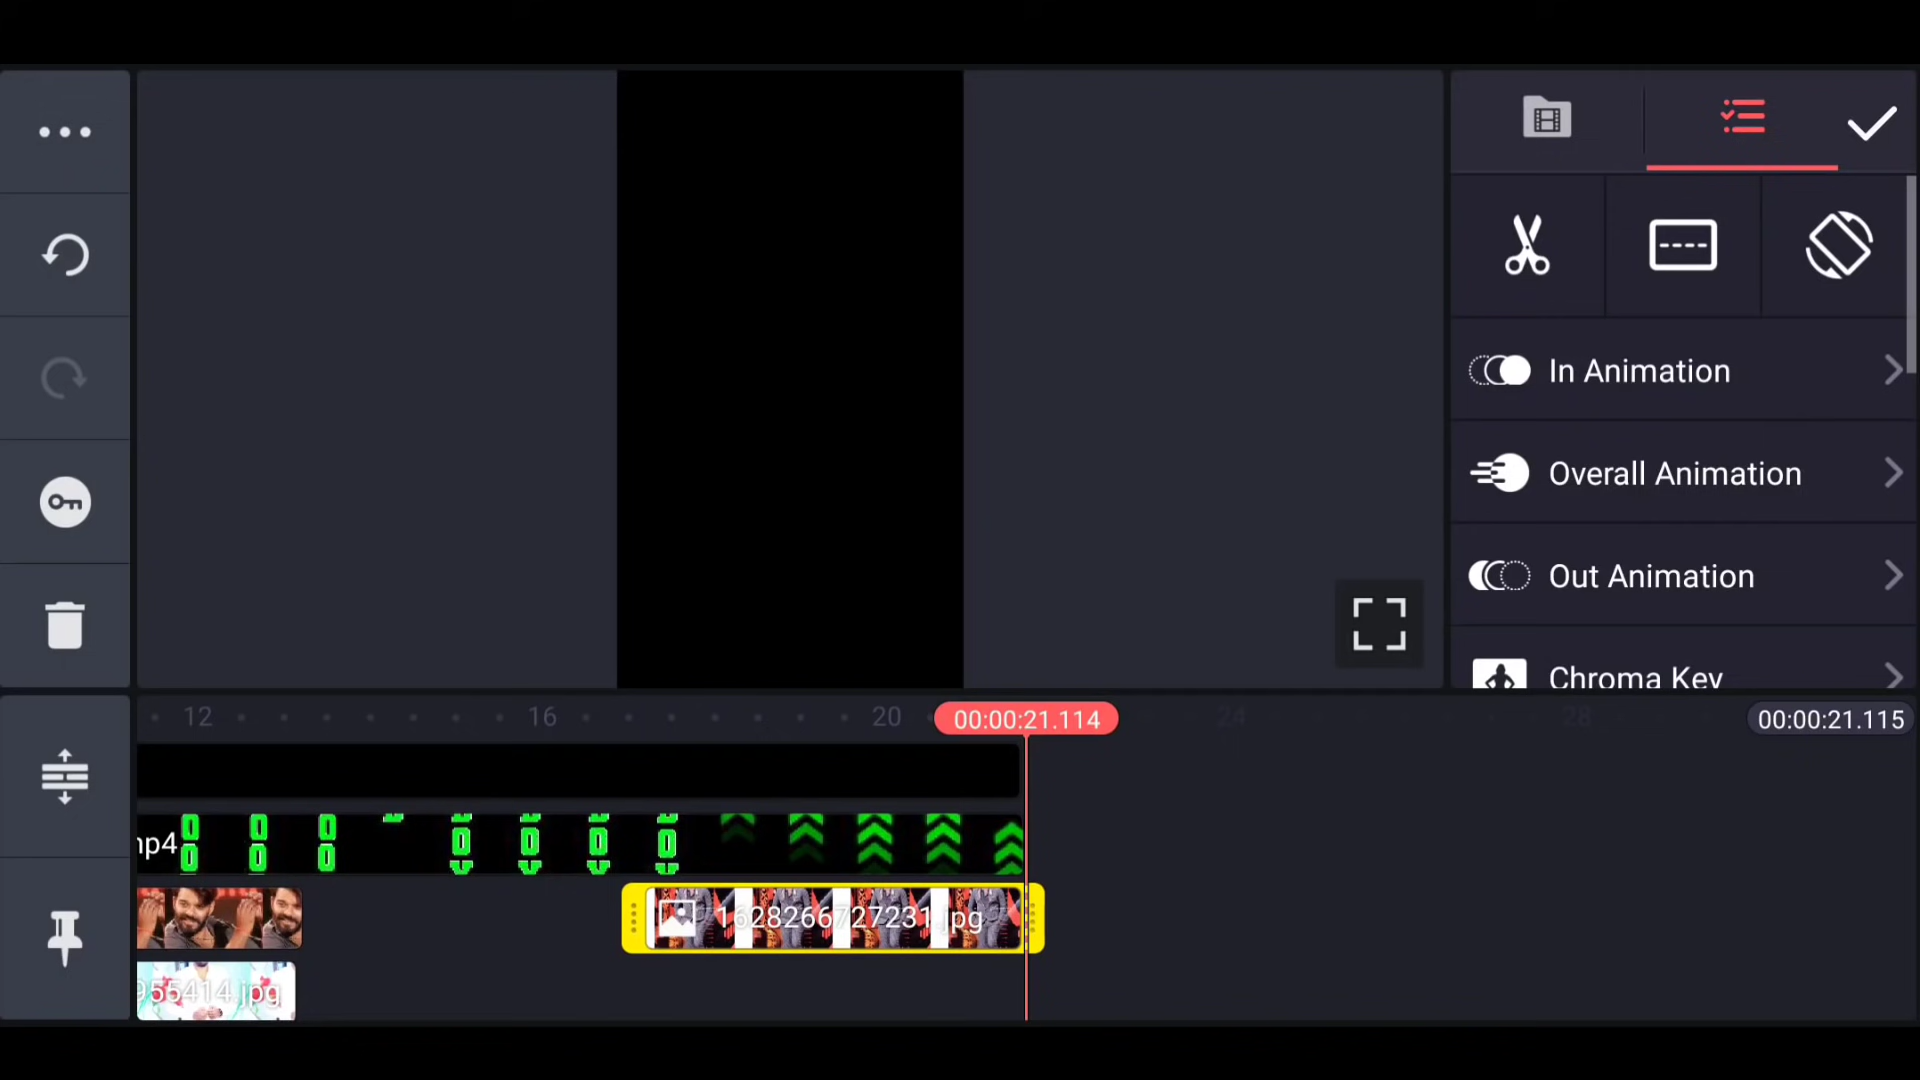 In Animation
Overall Animation
Out Animation
Chroma Key
12
16
20
00:00:21.114
24
28
00:00:21.115
mp4
1628266727231.jpg
955414.jpg